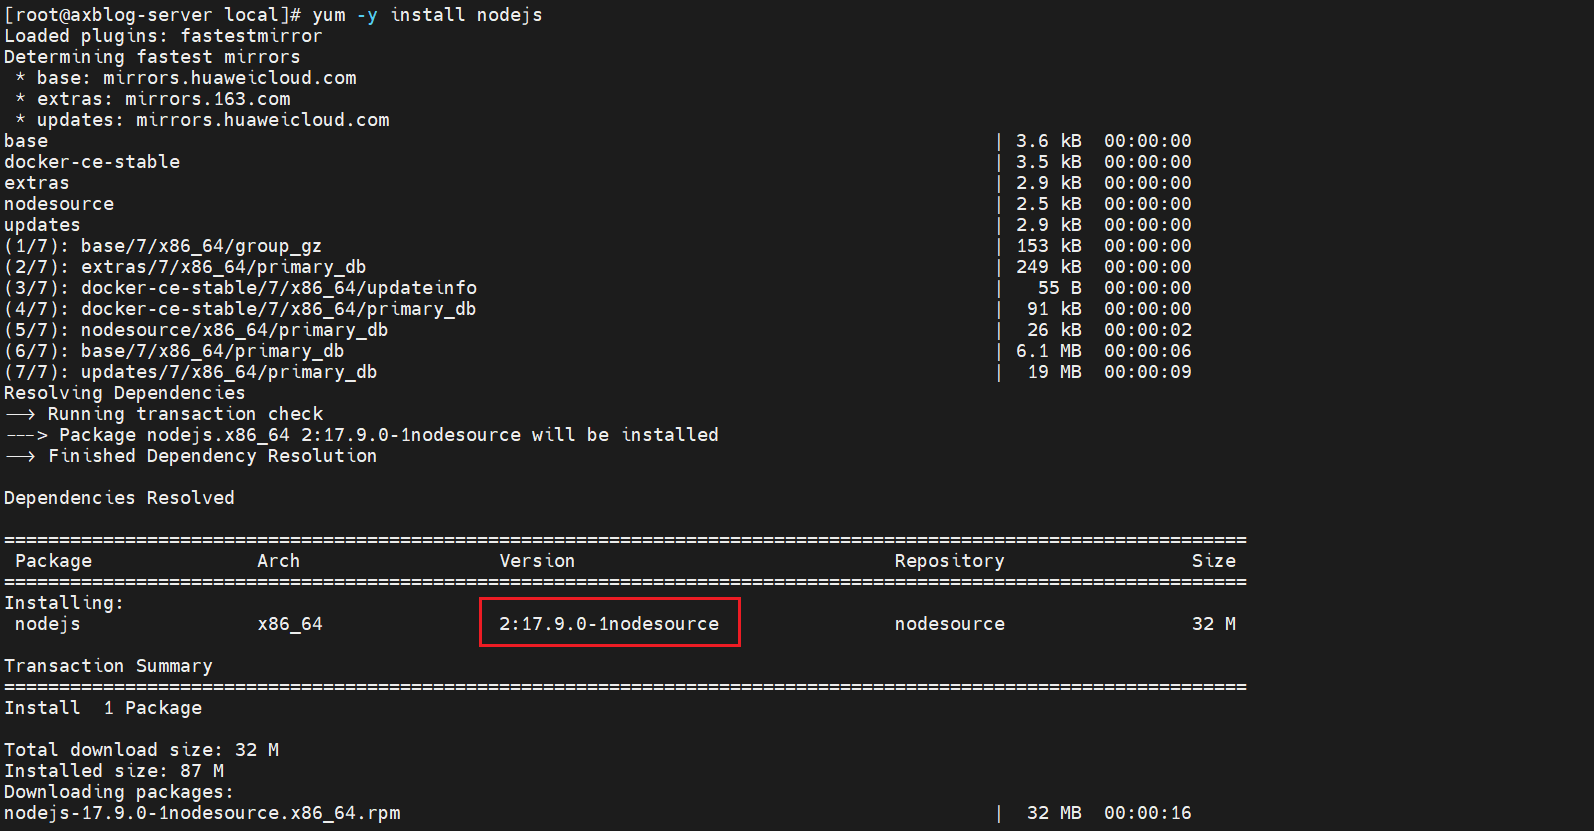 [root@axblog-server local]# yum -y install nodejs
Loaded plugins: fastestmirror
Determining fastest mirrors
 * base: mirrors.huaweicloud.com
 * extras: mirrors.163.com
 * updates: mirrors.huaweicloud.com
base | 3.6 kB 00:00:00
docker-ce-stable | 3.5 kB 00:00:00
extras | 2.9 kB 00:00:00
nodesource | 2.5 kB 00:00:00
updates | 2.9 kB 00:00:00
(1/7): base/7/x86_64/group_gz | 153 kB 00:00:00
(2/7): extras/7/x86_64/primary_db | 249 kB 00:00:00
(3/7): docker-ce-stable/7/x86_64/updateinfo | 55 B 00:00:00
(4/7): docker-ce-stable/7/x86_64/primary_db | 91 kB 00:00:00
(5/7): nodesource/x86_64/primary_db | 26 kB 00:00:02
(6/7): base/7/x86_64/primary_db | 6.1 MB 00:00:06
(7/7): updates/7/x86_64/primary_db | 19 MB 00:00:09
Resolving Dependencies
--> Running transaction check
---> Package nodejs.x86_64 2:17.9.0-1nodesource will be installed
--> Finished Dependency Resolution
Dependencies Resolved
=================================================================================================================
Package Arch Version Repository Size
=================================================================================================================
Installing:
nodejs x86_64 2:17.9.0-1nodesource nodesource 32 M
Transaction Summary
=================================================================================================================
Install 1 Package
Total download size: 32 M
Installed size: 87 M
Downloading packages:
nodejs-17.9.0-1nodesource.x86_64.rpm | 32 MB 00:00:16